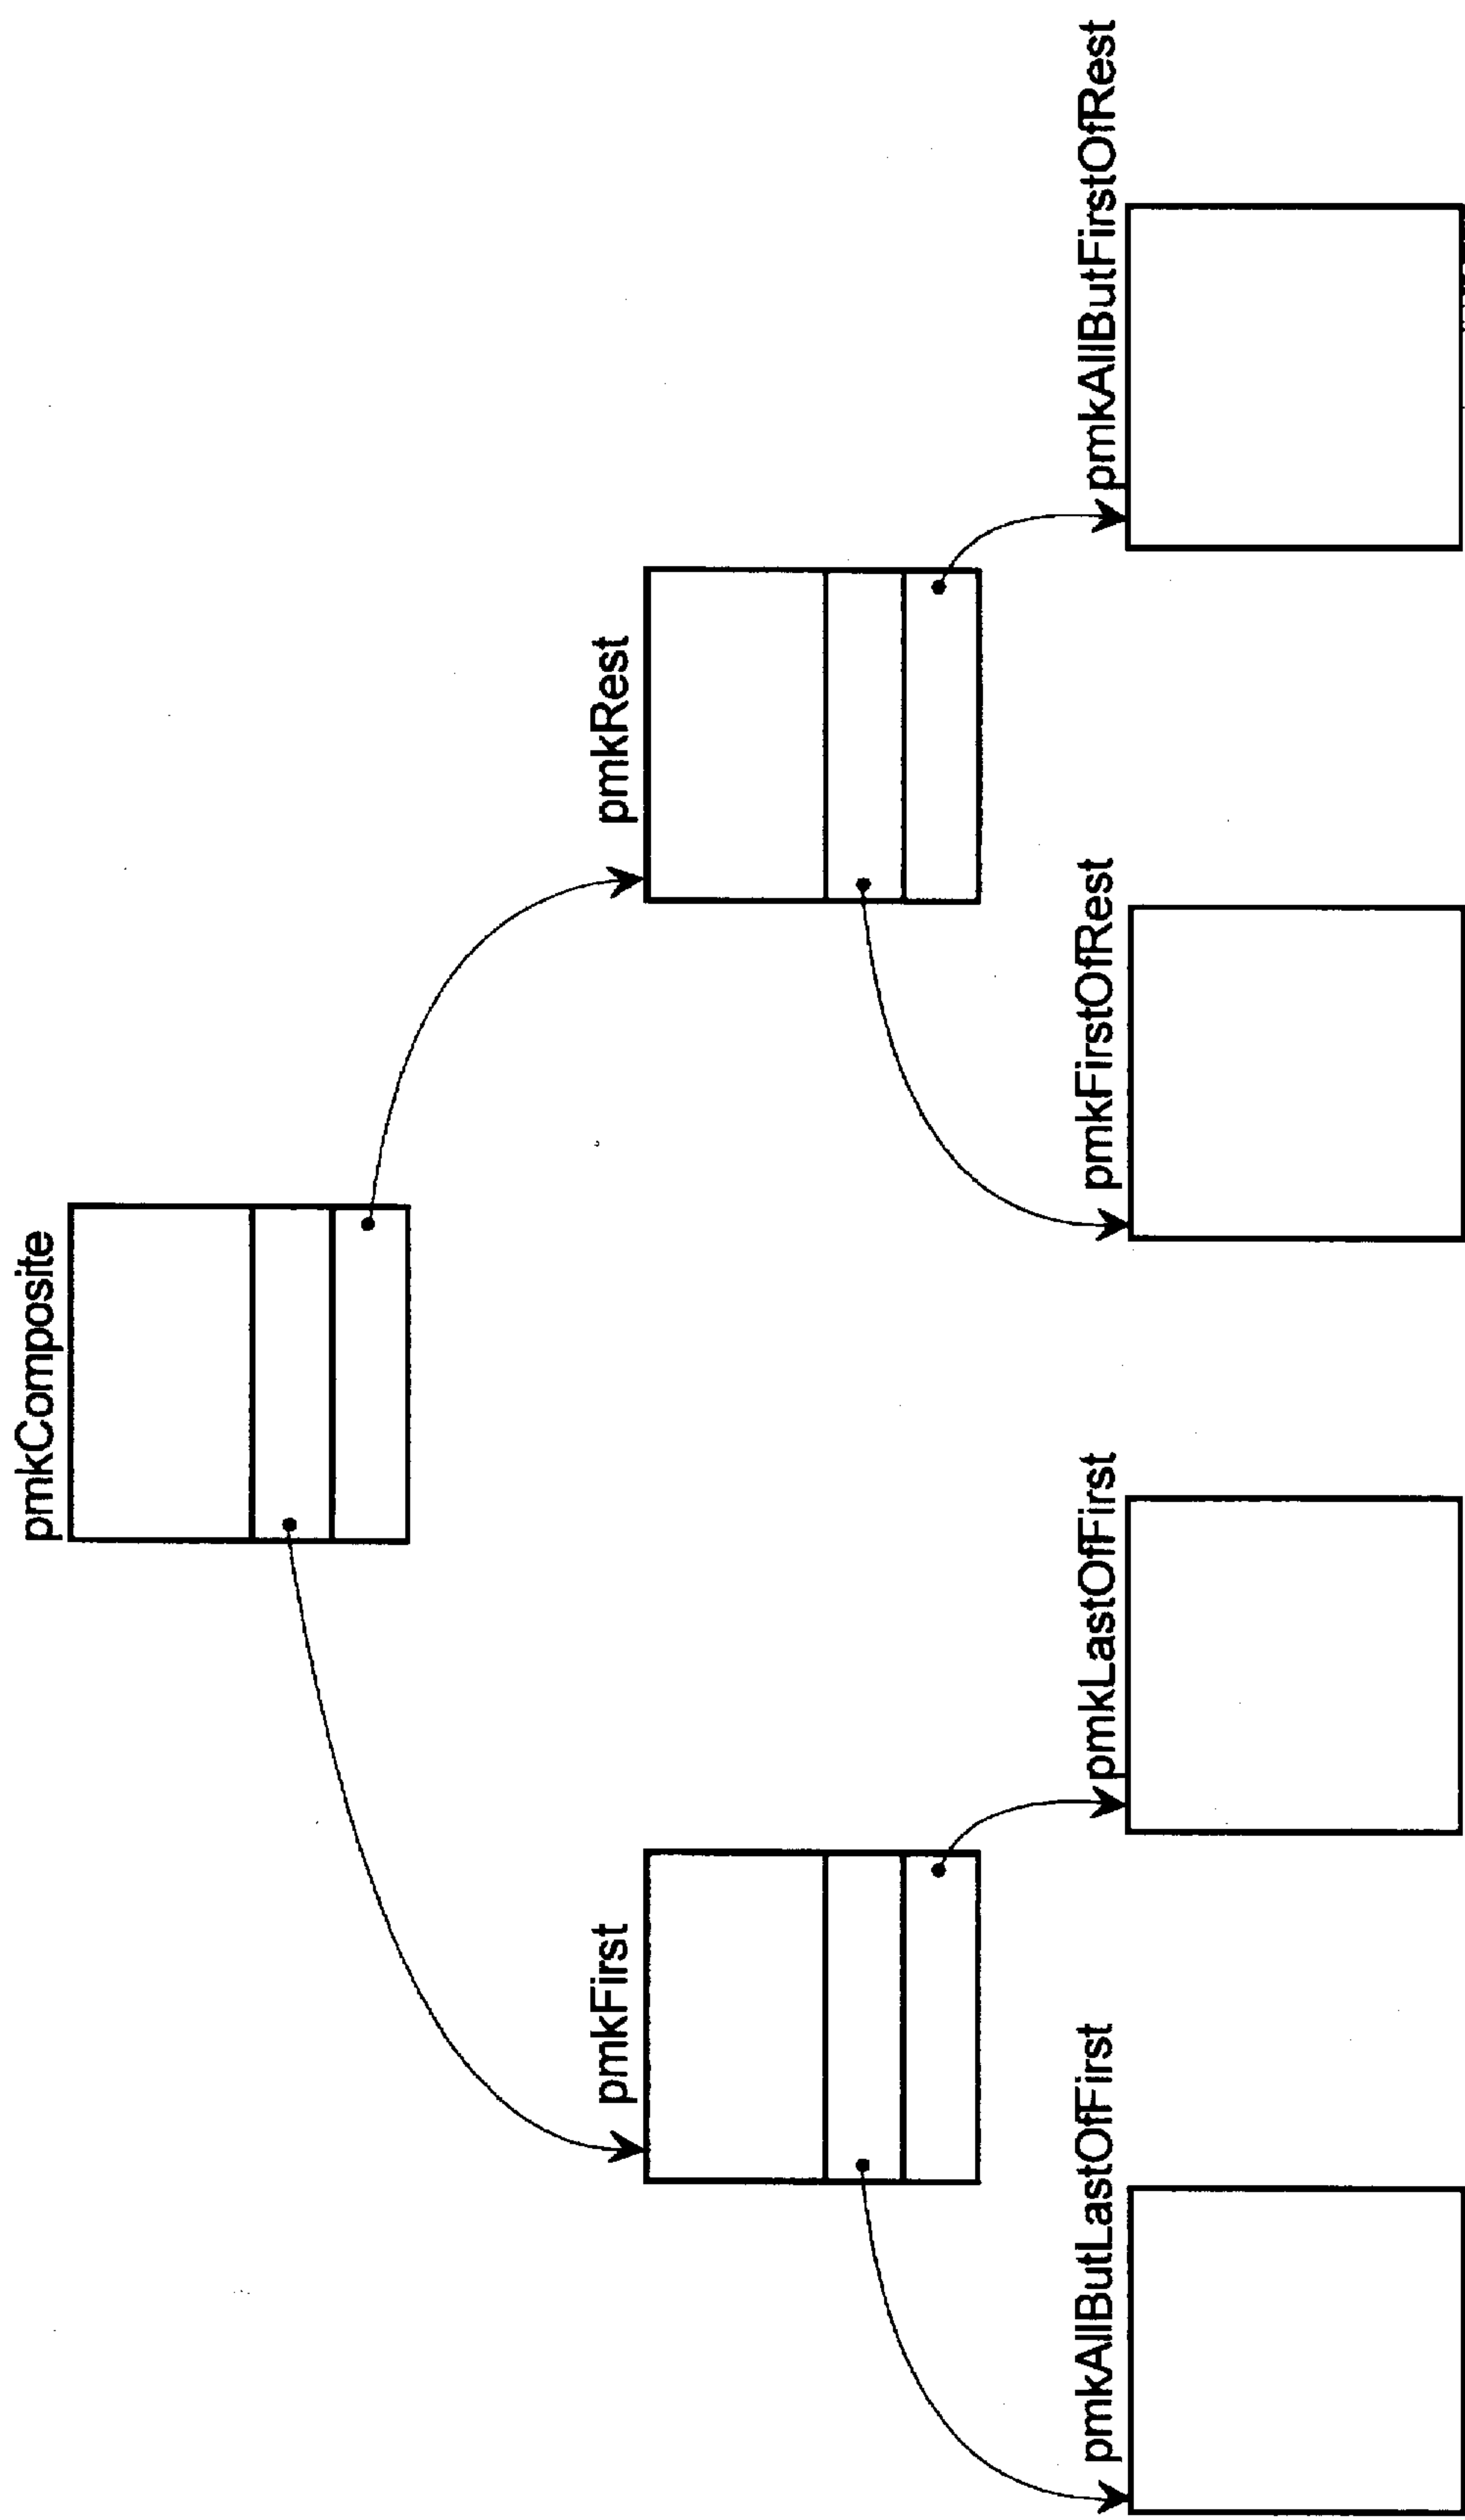 pmkComposite
pmkFirst
pmkRest
pmkAllButLastOfFirst
pmkLastOfFirst
pmkFirstOfRest
pmkAllButFirstOfRest